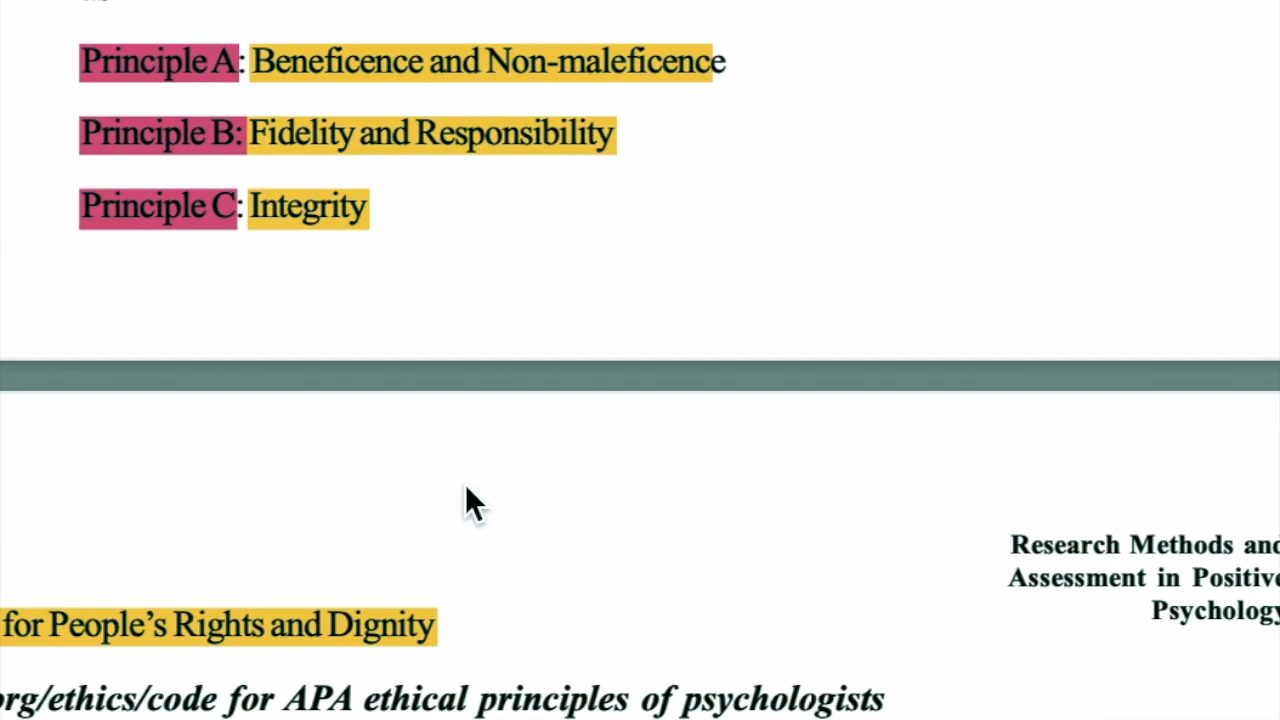 Principle A: Beneficence and Non-maleficence
Principle B: Fidelity and Responsibility
Principle C: Integrity
Research Methods and
Assessment in Positive
Psychology
for People’s Rights and Dignity
org/ethics/code for APA ethical principles of psychologists